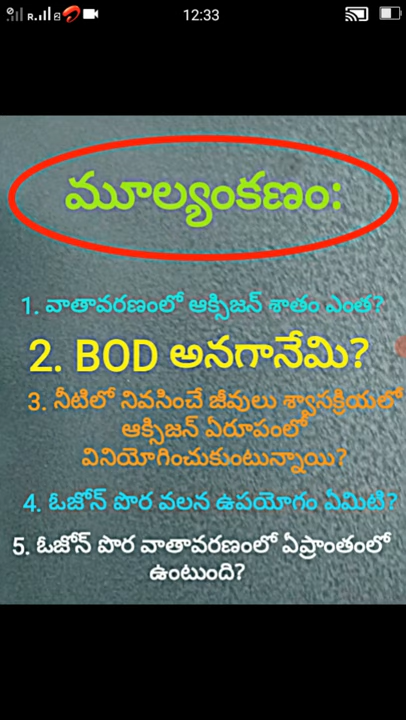 12:33
మూల్యంకణం:
1. వాతావరణంలో ఆక్సిజన్ శాతం ఎంత?
2. BOD అనగానేమి?
3. నీటిలో నివసించే జీవులు శ్వాసక్రియలో
ఆక్సిజన్ ఏరూపంలో
వినియోగించుకుంటున్నాయి?
4. ఓజోన్ పొర వలన ఉపయోగం ఏమిటి?
5. ఓజోన్ పొర వాతావరణంలో ఏప్రాంతంలో
ఉంటుంది?